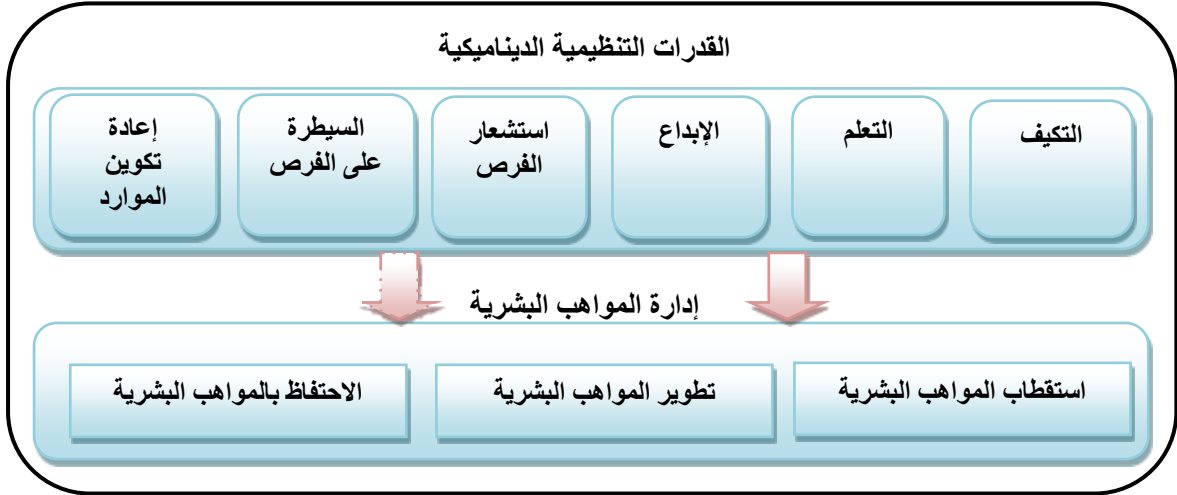 القدرات التنظيمية الديناميكية
التكيف
التعلم
الإبداع
استشعار
الفرص
السيطرة
على الفرص
إعادة
تكوين
الموارد
إدارة المواهب البشرية
استقطاب المواهب البشرية
تطوير المواهب البشرية
الاحتفاظ بالمواهب البشرية